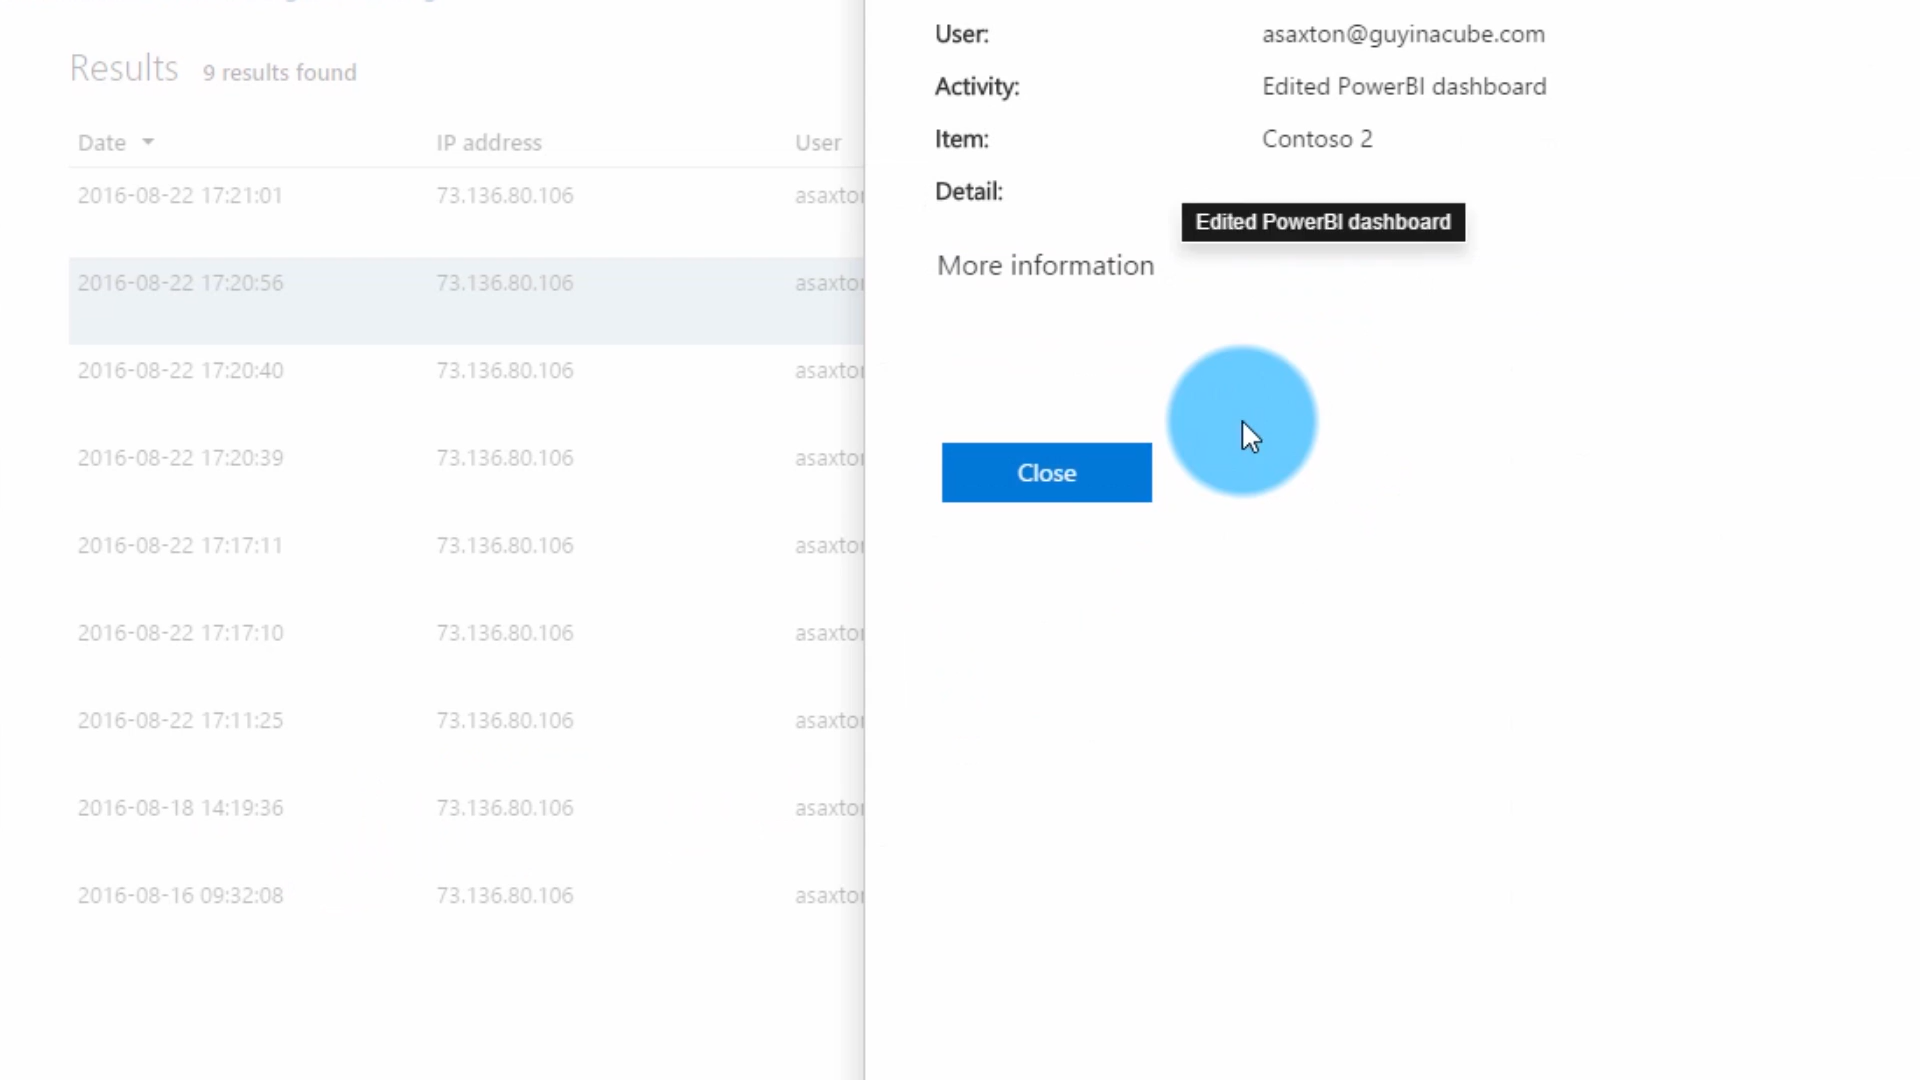 Results 9 results found
Date IP address User
2016-08-22 17:21:01 73.136.80.106
2016-08-22 17:20:56 73.136.80.106
2016-08-22 17:20:40 73.136.80.106
2016-08-22 17:20:39 73.136.80.106
2016-08-22 17:17:11 73.136.80.106
2016-08-22 17:17:10 73.136.80.106
2016-08-22 17:11:25 73.136.80.106
2016-08-18 14:19:36 73.136.80.106
2016-08-16 09:32:08 73.136.80.106
User: asaxton@guyinacube.com
Activity: Edited PowerBI dashboard
Item: Contoso 2
Detail:
Edited PowerBI dashboard
More information
Close